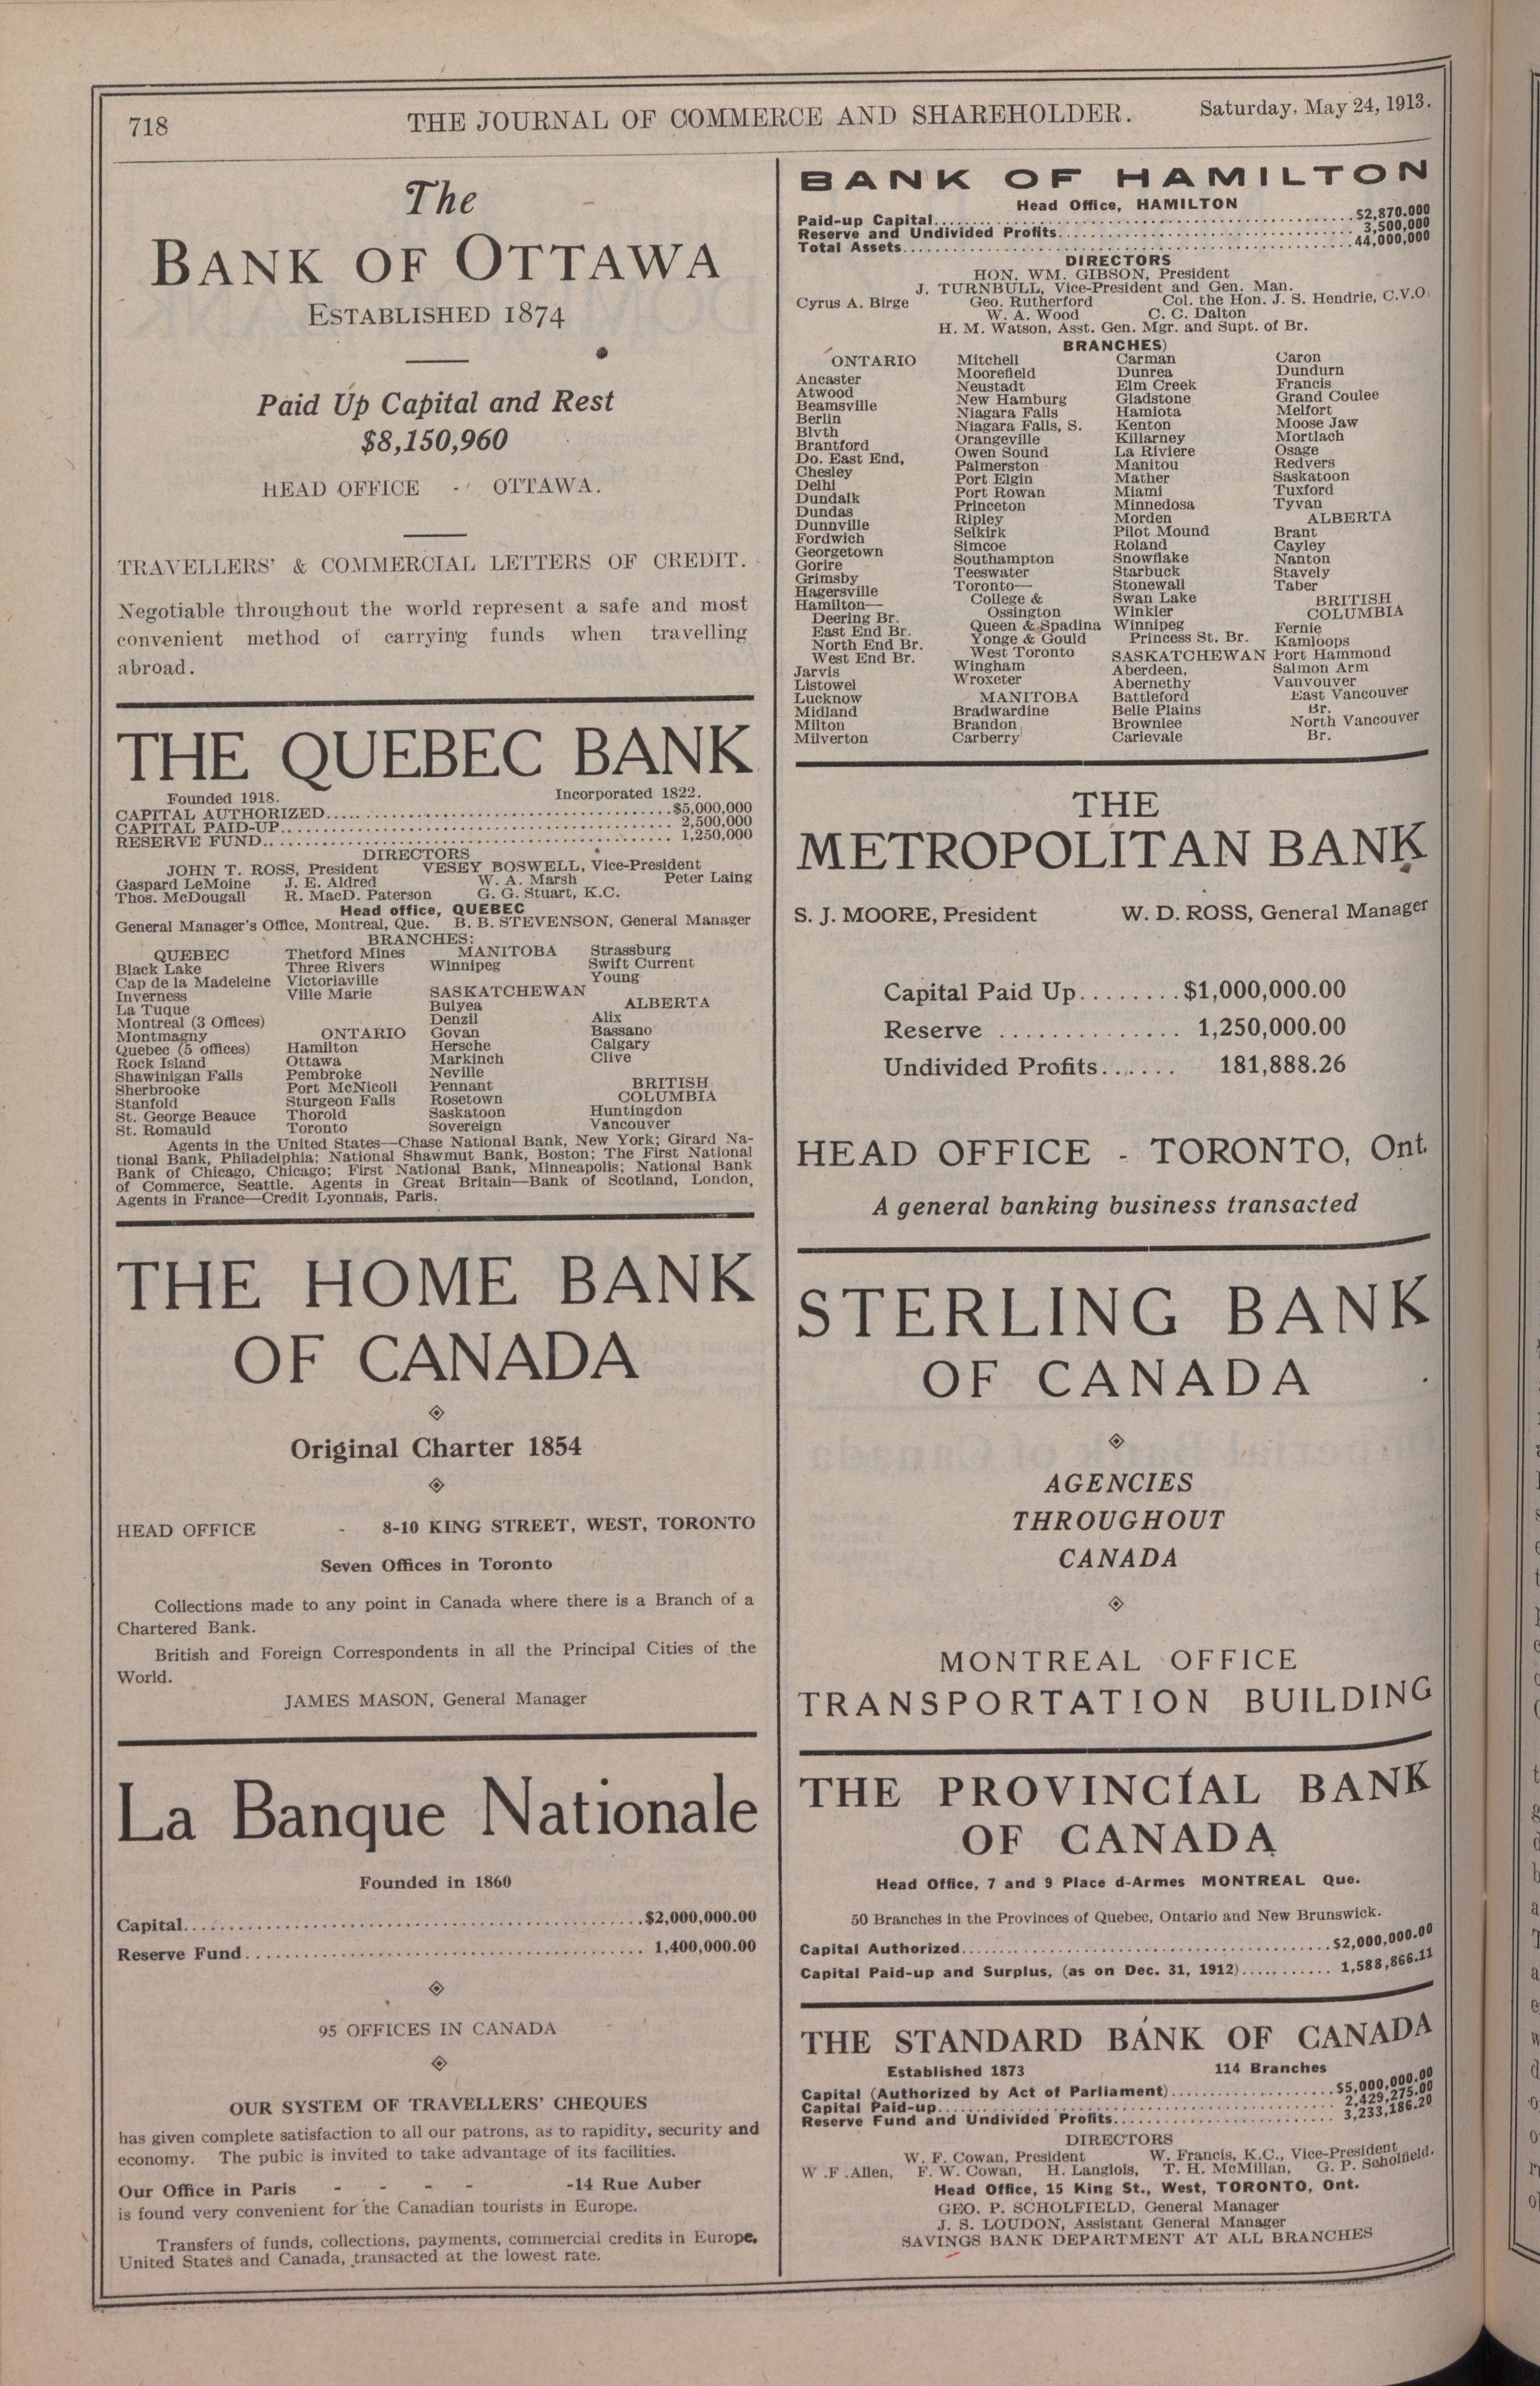 718
THE JOURNAL OF COMMERCE AND SHAREHOLDER.
Saturday, May 24, 1913.
The
BANK OF OTTAWA
ESTABLISHED 1874
Paid Up Capital and Rest
$8,150,960
HEAD OFFICE - OTTAWA.
TRAVELLERS' & COMMERCIAL LETTERS OF CREDIT.
Negotiable throughout the world represent a safe and most
convenient method of carrying funds when travelling
abroad.
THE QUEBEC BANK
Founded 1918. Incorporated 1822.
CAPITAL AUTHORIZED........$5,000,000
CAPITAL PAID-UP........ 2,500,000
RESERVE FUND........ 1,250,000
DIRECTORS
JOHN T. ROSS, President VESEY BOSWELL, Vice-President
Gaspard LeMoine J. E. Aldred W. A. Marsh Peter Laing
Thos. McDougall R. MacD. Paterson G. G. Stuart, K.C.
Head office, QUEBEC
General Manager's Office, Montreal, Que. B. B. STEVENSON, General Manager
BRANCHES:
QUEBEC
Black Lake
Cap de la Madeleine
Inverness
La Tuque
Montreal (3 Offices)
Montmagny
Quebec (5 offices)
Rock Island
Shawinigan Falls
Sherbrooke
Stanfold
St. George Beauce
St. Romauld
Thetford Mines
Three Rivers
Victoriaville
Ville Marie
ONTARIO
Hamilton
Ottawa
Pembroke
Port McNicoll
Sturgeon Falls
Thorold
Toronto
MANITOBA
Winnipeg
SASKATCHEWAN
Bulyea
Denzil
Govan
Hersche
Markinch
Neville
Pennant
Rosetown
Saskatoon
Sovereign
Strassburg
Swift Current
Young
ALBERTA
Alix
Bassano
Calgary
Clive
BRITISH
COLUMBIA
Huntingdon
Vancouver
Agents in the United States—Chase National Bank, New York; Girard Na-
tional Bank, Philadelphia; National Shawmut Bank, Boston; The First National
Bank of Chicago, Chicago; First National Bank, Minneapolis; National Bank
of Commerce, Seattle. Agents in Great Britain—Bank of Scotland, London,
Agents in France—Credit Lyonnais, Paris.
THE HOME BANK
OF CANADA
Original Charter 1854
HEAD OFFICE - 8-10 KING STREET, WEST, TORONTO
Seven Offices in Toronto
Collections made to any point in Canada where there is a Branch of a
Chartered Bank.
British and Foreign Correspondents in all the Principal Cities of the
World.
JAMES MASON, General Manager
La Banque Nationale
Founded in 1860
Capital........$2,000,000.00
Reserve Fund........ 1,400,000.00
95 OFFICES IN CANADA
OUR SYSTEM OF TRAVELLERS' CHEQUES
has given complete satisfaction to all our patrons, as to rapidity, security and
economy. The pubic is invited to take advantage of its facilities.
Our Office in Paris - - - - -14 Rue Auber
is found very convenient for the Canadian tourists in Europe.
Transfers of funds, collections, payments, commercial credits in Europe,
United States and Canada, transacted at the lowest rate.
BANK OF HAMILTON
Head Office, HAMILTON
Paid-up Capital........$2,870.000
Reserve and Undivided Profits........ 3,500,000
Total Assets........44,000,000
DIRECTORS
HON. WM. GIBSON, President
J. TURNBULL, Vice-President and Gen. Man.
Cyrus A. Birge Geo. Rutherford Col. the Hon. J. S. Hendrie, C.V.O.
W. A. Wood C. C. Dalton
H. M. Watson, Asst. Gen. Mgr. and Supt. of Br.
BRANCHES)
ONTARIO
Ancaster
Atwood
Beamsville
Berlin
Blvth
Brantford
Do. East End,
Chesley
Delhi
Dundalk
Dundas
Dunnville
Fordwich
Georgetown
Gorire
Grimsby
Hagersville
Hamilton—
Deering Br.
East End Br.
North End Br.
West End Br.
Jarvis
Listowel
Lucknow
Midland
Milton
Milverton
Mitchell
Moorefield
Neustadt
New Hamburg
Niagara Falls
Niagara Falls, S.
Orangeville
Owen Sound
Palmerston
Port Elgin
Port Rowan
Princeton
Ripley
Selkirk
Simcoe
Southampton
Teeswater
Toronto—
College &
Ossington
Queen & Spadina
Yonge & Gould
West Toronto
Wingham
Wroxeter
MANITOBA
Bradwardine
Brandon
Carberry
Carman
Dunrea
Elm Creek
Gladstone
Hamiota
Kenton
Killarney
La Riviere
Manitou
Mather
Miami
Minnedosa
Morden
Pilot Mound
Roland
Snowflake
Starbuck
Stonewall
Swan Lake
Winkler
Winnipeg
Princess St. Br.
SASKATCHEWAN
Aberdeen,
Abernethy
Battleford
Belle Plains
Brownlee
Carievale
Caron
Dundurn
Francis
Grand Coulee
Melfort
Moose Jaw
Mortlach
Osage
Redvers
Saskatoon
Tuxford
Tyvan
ALBERTA
Brant
Cayley
Nanton
Stavely
Taber
BRITISH
COLUMBIA
Fernie
Kamloops
Port Hammond
Salmon Arm
Vanvouver
East Vancouver
Br.
North Vancouver
Br.
THE
METROPOLITAN BANK
S. J. MOORE, President W. D. ROSS, General Manager
Capital Paid Up........$1,000,000.00
Reserve .............. 1,250,000.00
Undivided Profits...... 181,888.26
HEAD OFFICE - TORONTO, Ont.
A general banking business transacted
STERLING BANK
OF CANADA
AGENCIES
THROUGHOUT
CANADA
MONTREAL OFFICE
TRANSPORTATION BUILDING
THE PROVINCIAL BANK
OF CANADA
Head Office, 7 and 9 Place d-Armes MONTREAL Que.
50 Branches in the Provinces of Quebec, Ontario and New Brunswick.
Capital Authorized........$2,000,000.00
Capital Paid-up and Surplus, (as on Dec. 31, 1912)........... 1,588,866.11
THE STANDARD BANK OF CANADA
Established 1873 114 Branches
Capital (Authorized by Act of Parliament)........$5,000,000.00
Capital Paid-up........ 2,429,275.00
Reserve Fund and Undivided Profits........ 3,233,186.20
DIRECTORS
W. F. Cowan, President W. Francis, K.C., Vice-President
W .F .Allen, F. W. Cowan, H. Langlois, T. H. McMillan, G. P. Scholfield.
Head Office, 15 King St., West, TORONTO, Ont.
GEO. P. SCHOLFIELD, General Manager
J. S. LOUDON, Assistant General Manager
SAVINGS BANK DEPARTMENT AT ALL BRANCHES